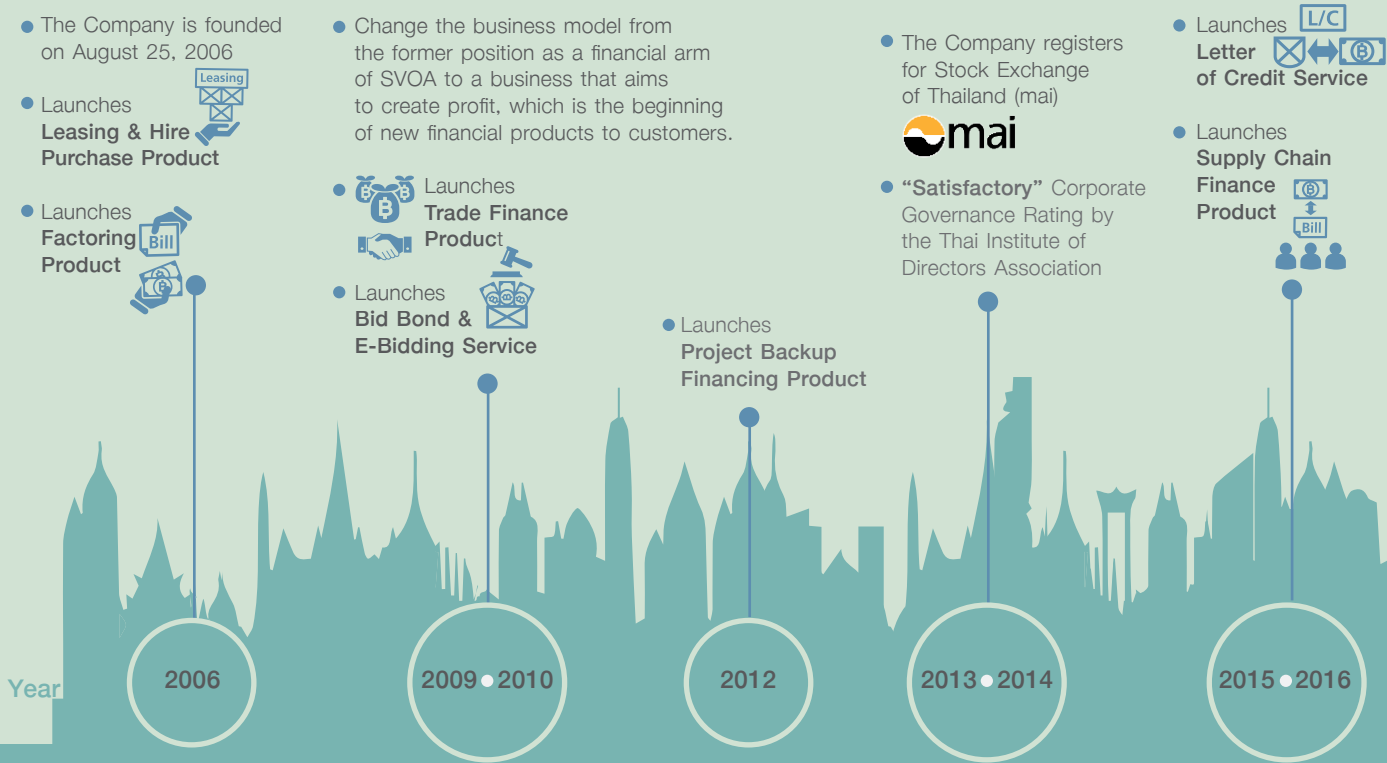 The Company is founded
on August 25, 2006
Leasing
Launches
Leasing & Hire
Purchase Product
Launches
Factoring
Product
Bill
Change the business model from
the former position as a financial arm
of SVOA to a business that aims
to create profit, which is the beginning
of new financial products to customers.
Launches
Trade Finance
Product
Launches
Bid Bond &
E-Bidding Service
Launches
Project Backup
Financing Product
The Company registers
for Stock Exchange
of Thailand (mai)
mai
“Satisfactory” Corporate
Governance Rating by
the Thai Institute of
Directors Association
Launches
L/C
Letter
of Credit Service
Launches
Supply Chain
Finance
Product
Bill
Year
2006
2009 • 2010
2012
2013 • 2014
2015 • 2016